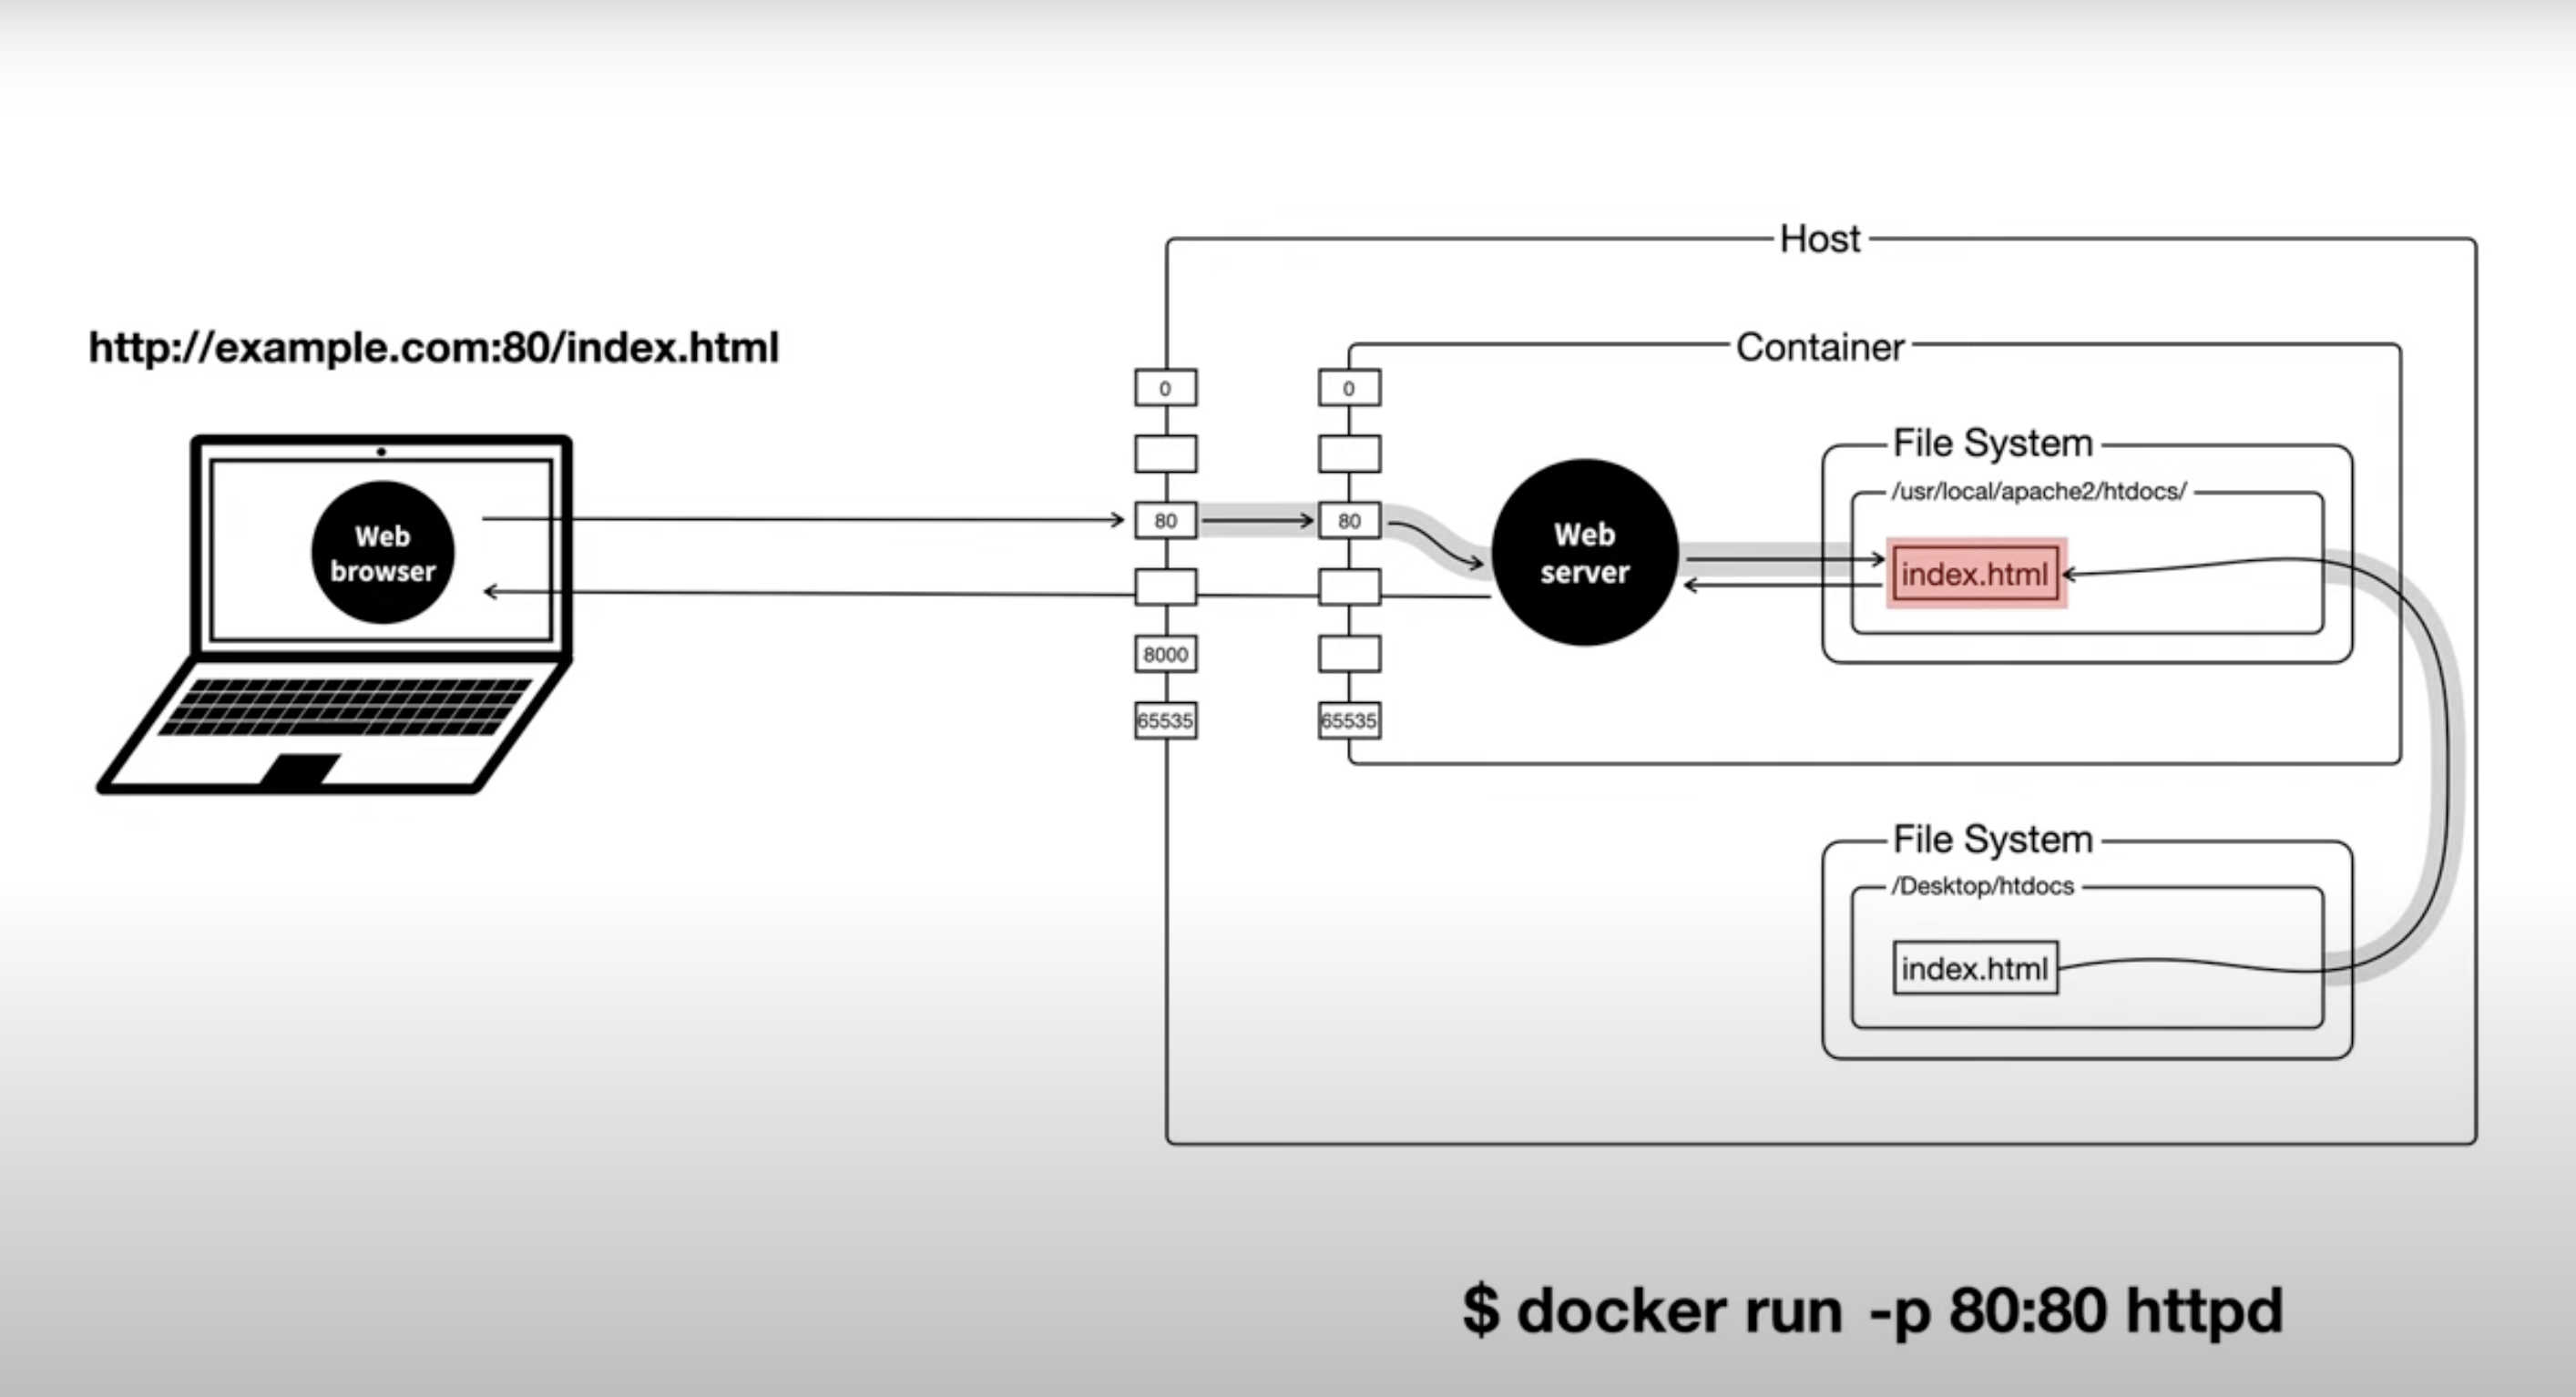 http://example.com:80/index.html
Web
browser
Host
Container
0
80
8000
65535
0
80
65535
Web
server
File System
/usr/local/apache2/htdocs/
index.html
File System
/Desktop/htdocs
index.html
$ docker run -p 80:80 httpd